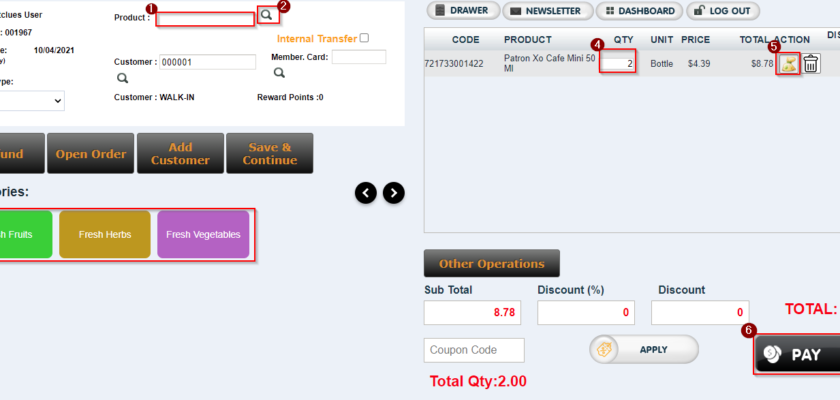 xclues User
: 001967
e: 10/04/2021
y)
ype:
1
2
Product :
Internal Transfer
Customer : 000001
Member. Card:
Customer : WALK-IN
Reward Points :0
und
Open Order
Add Customer
Save & Continue
ries:
h Fruits
Fresh Herbs
Fresh Vegetables
DRAWER
NEWSLETTER
DASHBOARD
LOG OUT
CODE PRODUCT QTY UNIT PRICE TOTAL ACTION DIS
4
5
721733001422 Patron Xo Cafe Mini 50 Ml 2 Bottle $4.39 $8.78
Other Operations
Sub Total Discount (%) Discount
8.78 0 0
TOTAL:
6
Coupon Code
APPLY
PAY
Total Qty:2.00